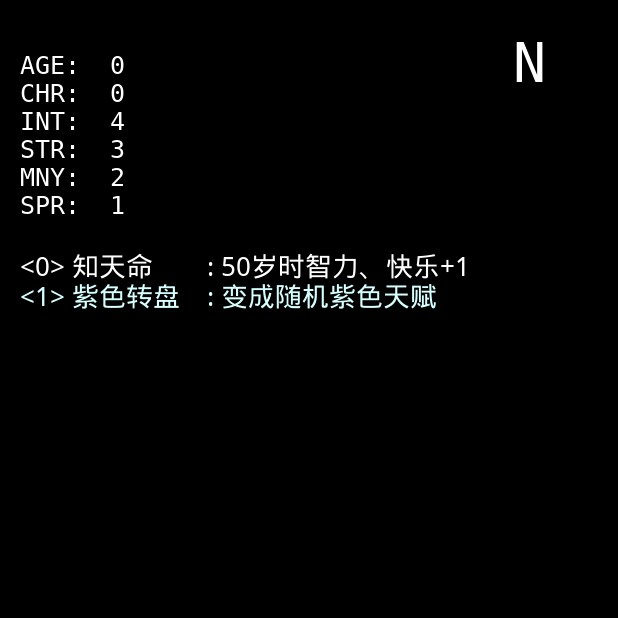 N
AGE: 0
CHR: 0
INT: 4
STR: 3
MNY: 2
SPR: 1
<0> 知天命 : 50岁时智力、快乐+1
<1> 紫色转盘 : 变成随机紫色天赋